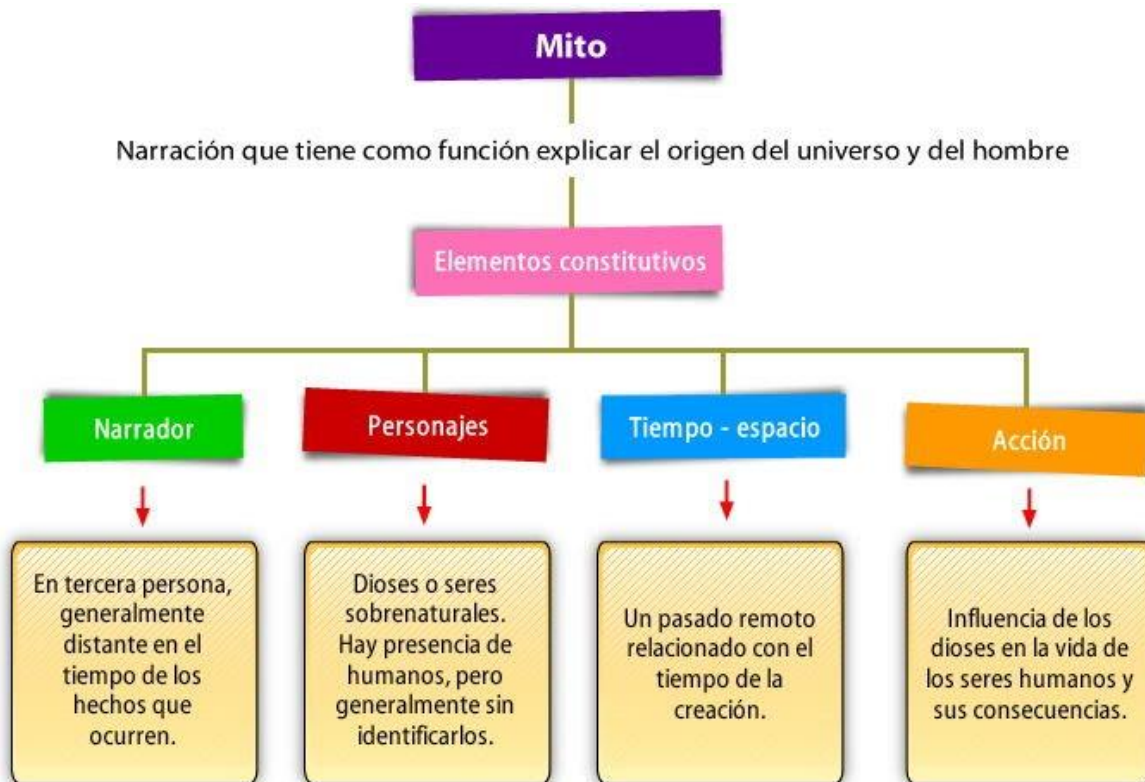 Mito
Narración que tiene como función explicar el origen del universo y del hombre
Elementos constitutivos
Narrador
Personajes
Tiempo - espacio
Acción
En tercera persona,
generalmente
distante en el
tiempo de los
hechos que
ocurren.
Dioses o seres
sobrenaturales.
Hay presencia de
humanos, pero
generalmente sin
identificarlos.
Un pasado remoto
relacionado con el
tiempo de la
creación.
Influencia de los
dioses en la vida de
los seres humanos y
sus consecuencias.